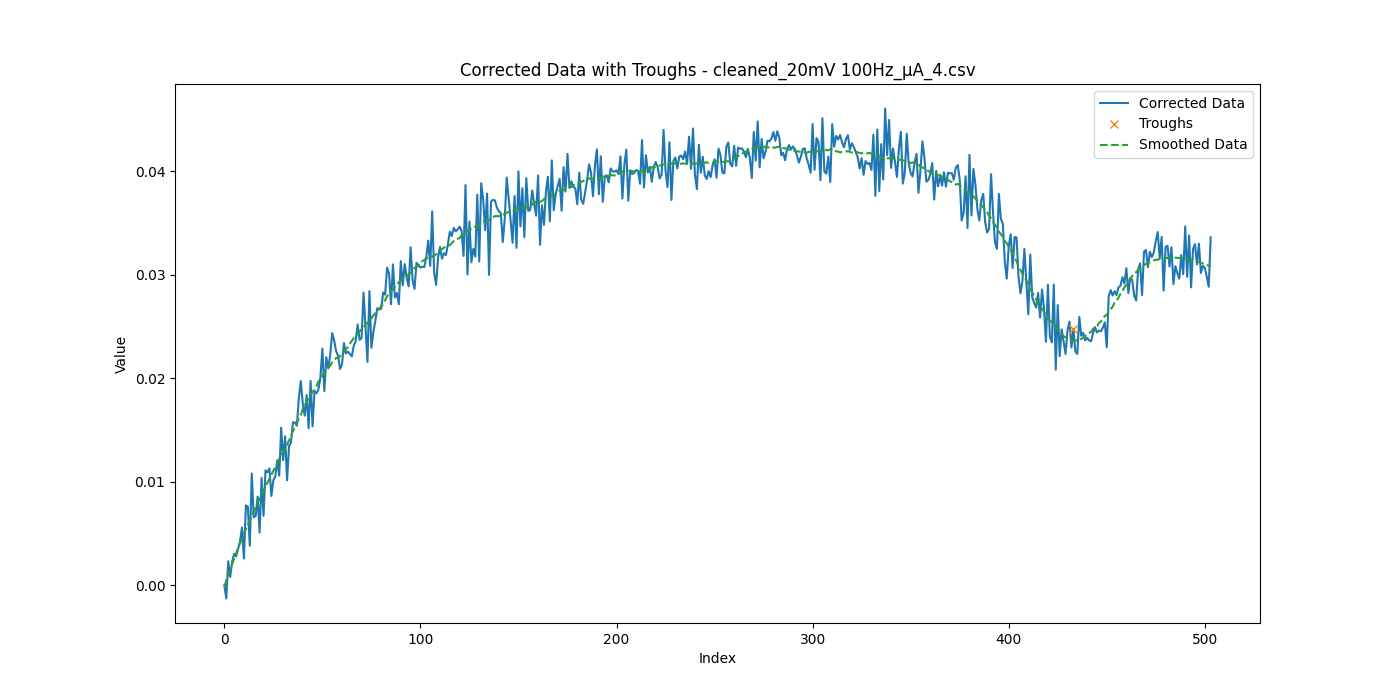 Corrected Data with Troughs - cleaned_20mV 100Hz_µA_4.csv
Corrected Data
Troughs
Smoothed Data
Value
0.04
0.03
0.02
0.01
0.00
0 100 200 300 400 500
Index